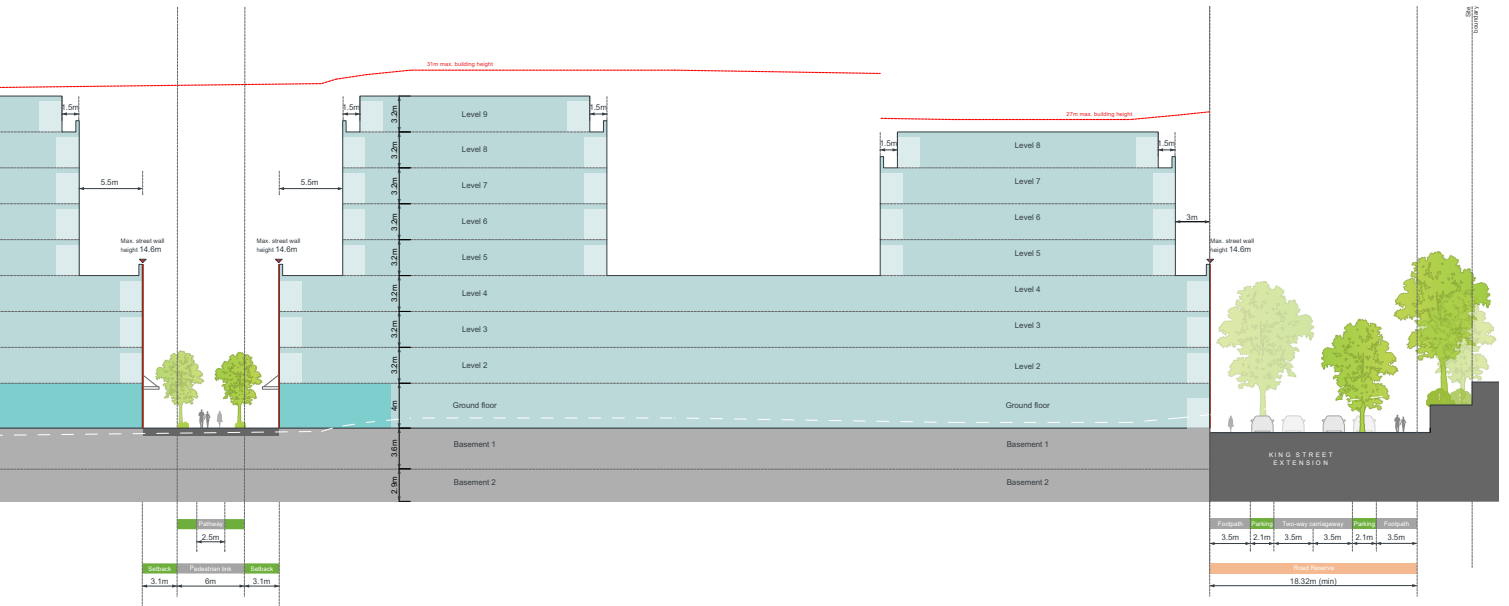 Site
boundary
31m max. building height
27m max. building height
1.5m
1.5m
1.5m
1.5m
1.5m
3.2m
Level 9
3.2m
Level 8
Level 8
5.5m
5.5m
3.2m
Level 7
Level 7
3.2m
Level 6
Level 6
3m
Max. street wall
height 14.6m
Max. street wall
height 14.6m
Max. street wall
height 14.6m
3.2m
Level 5
Level 5
3.2m
Level 4
Level 4
3.2m
Level 3
Level 3
3.2m
Level 2
Level 2
4m
Ground floor
Ground floor
3.6m
Basement 1
Basement 1
KING STREET
EXTENSION
2.9m
Basement 2
Basement 2
Pathway
2.5m
Footpath Parking Two-way carriageway Parking Footpath
3.5m 2.1m 3.5m 3.5m 2.1m 3.5m
Setback Pedestrian link Setback
3.1m 6m 3.1m
Road Reserve
18.32m (min)